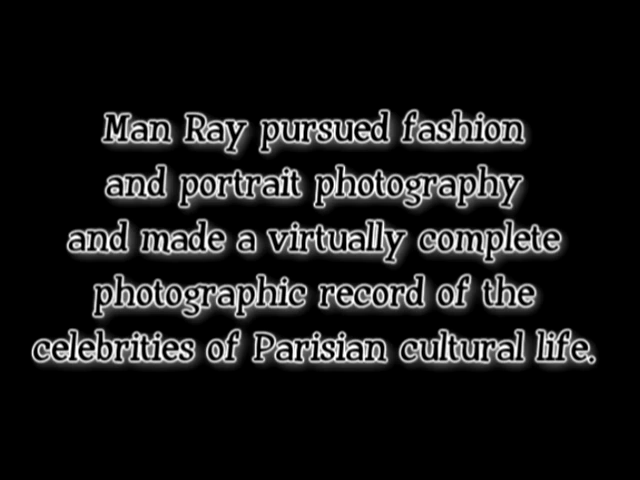 Man Ray pursued fashion
and portrait photography
and made a virtually complete
photographic record of the
celebrities of Parisian cultural life.